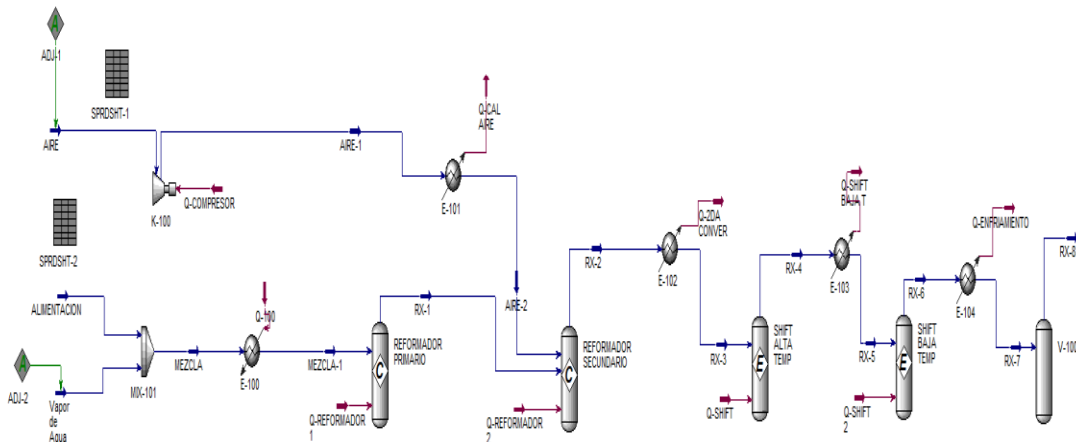 A
ADJ-1
SPRDSHT-1
AIRE
AIRE-1
Q-CAL
AIRE
E-101
K-100
Q-COMPRESOR
SPRDSHT-2
ALIMENTACION
MIX-101
MEZCLA
Q-100
E-100
MEZCLA-1
A
ADJ-2
Vapor
de
Agua
RX-1
REFORMADOR
PRIMARIO
C
Q-REFORMADOR
1
AIRE-2
REFORMADOR
SECUNDARIO
C
Q-REFORMADOR
2
RX-2
Q-2DA
CONVER
E-102
RX-3
SHIFT
ALTA
TEMP
E
Q-SHIFT
RX-4
Q-SHIFT
BAJA T
E-103
RX-5
SHIFT
BAJA
TEMP
E
Q-SHIFT
2
RX-6
Q-ENFRIAMIENTO
E-104
RX-7
V-100
RX-8